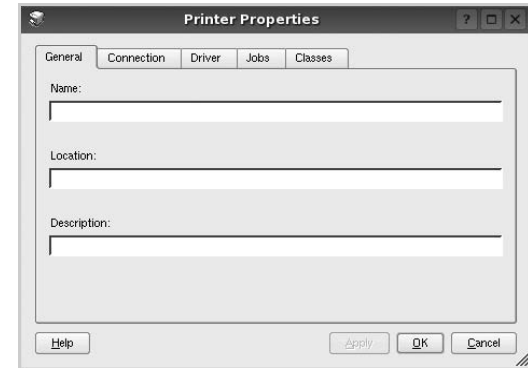 Printer Properties
?
General Connection Driver Jobs Classes
Name:
Location:
Description:
Help Apply OK Cancel